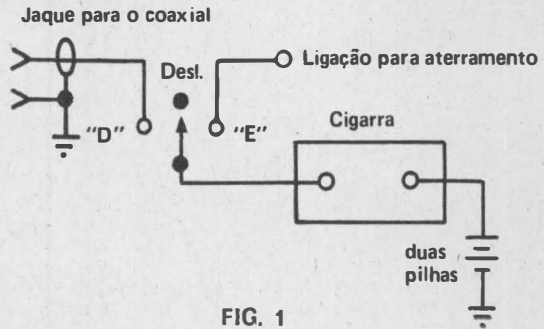 Jaque para o coaxial
Desl.
Ligação para aterramento
"D"
"E"
Cigarra
duas
pilhas
FIG. 1